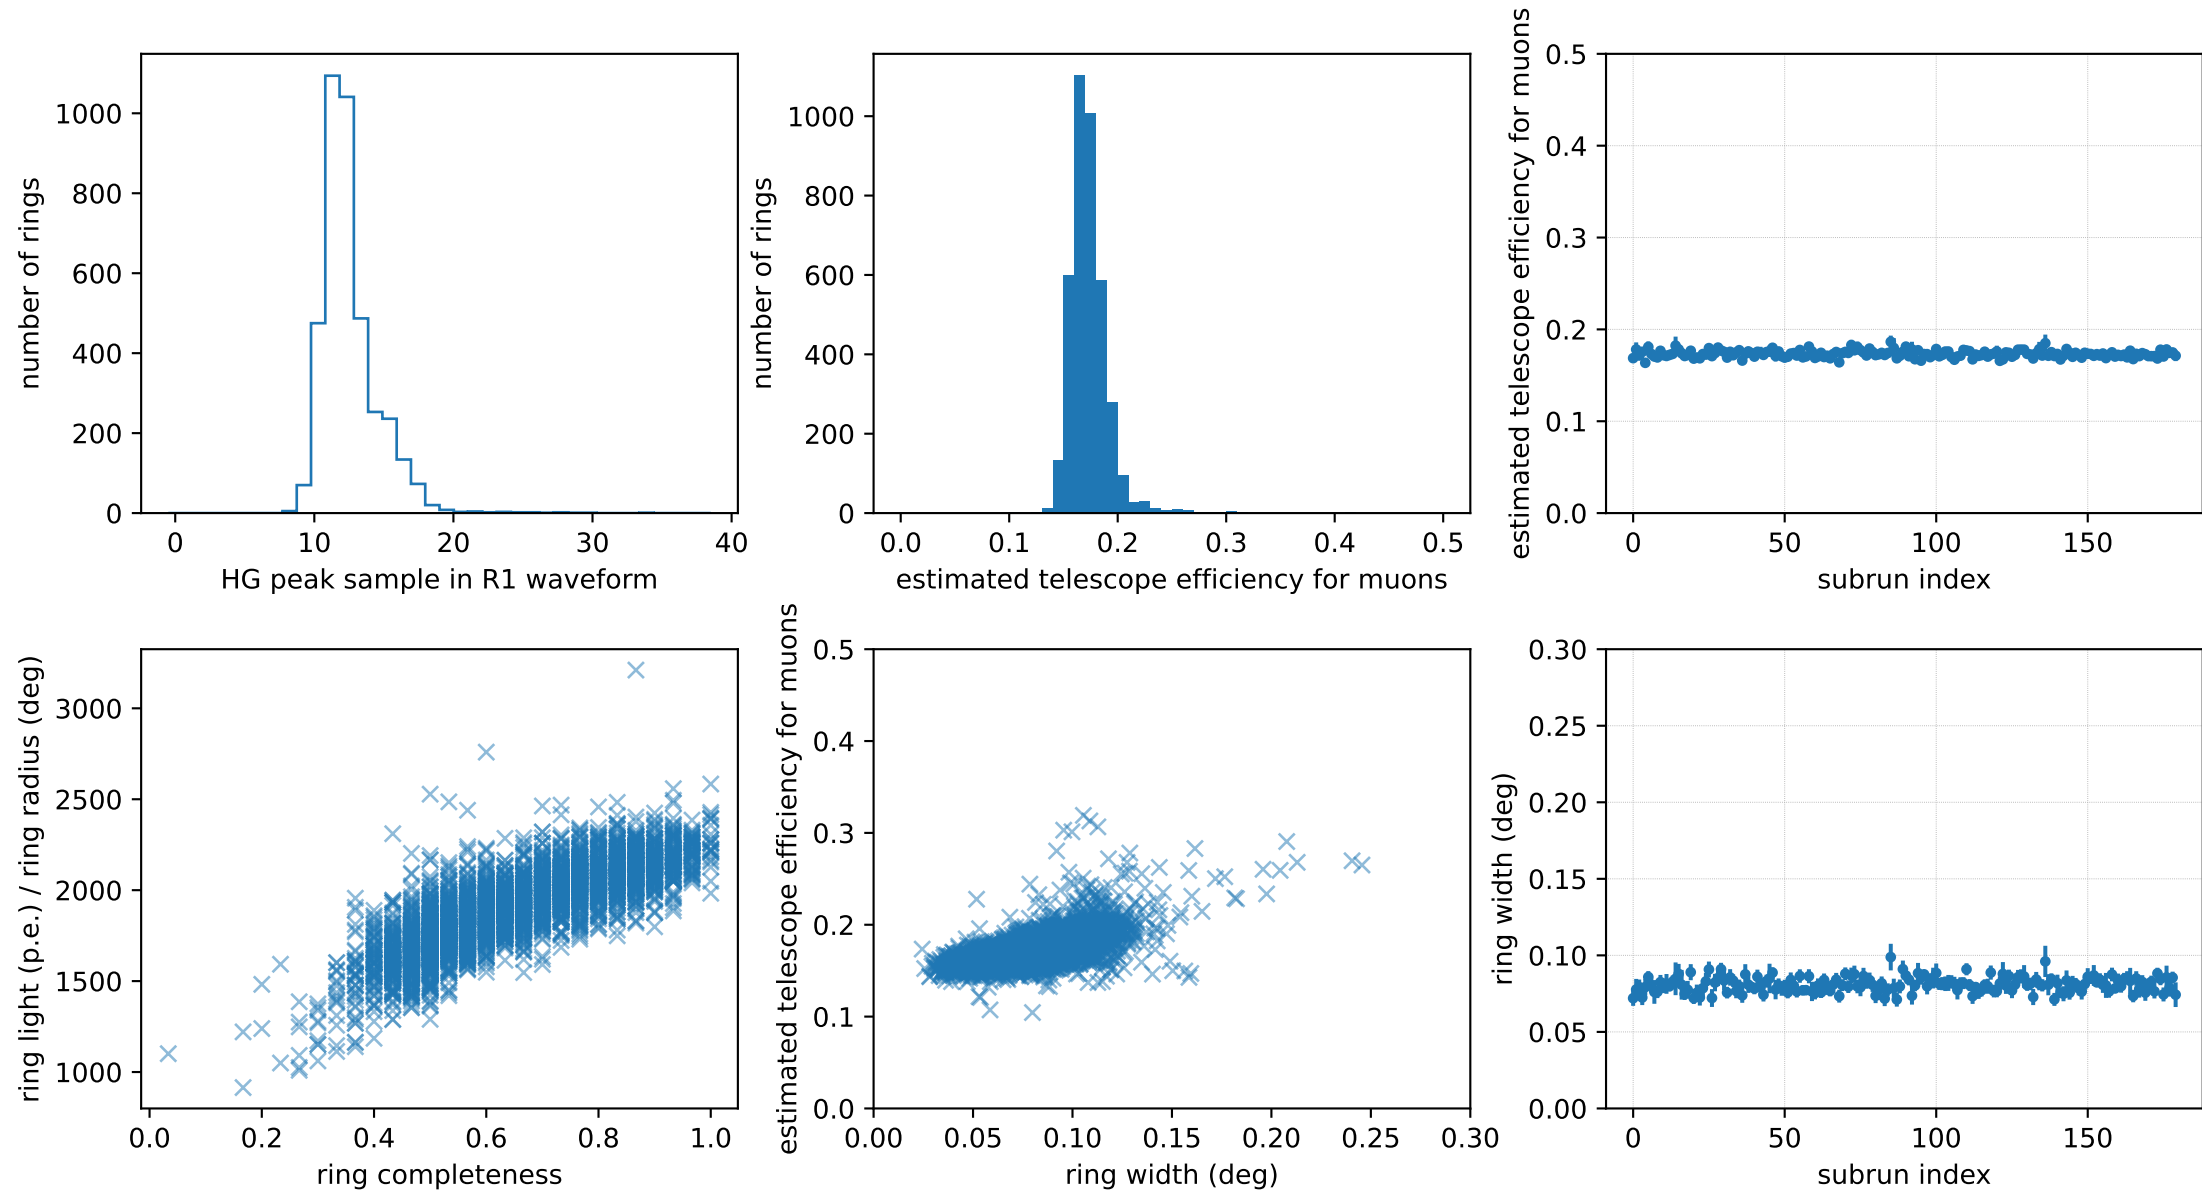 number of rings
1000
800
600
400
200
0
0 10 20 30 40
HG peak sample in R1 waveform
number of rings
1000
800
600
400
200
0
0.0 0.1 0.2 0.3 0.4 0.5
estimated telescope efficiency for muons
estimated telescope efficiency for muons
0.5
0.4
0.3
0.2
0.1
0.0
0 50 100 150
subrun index
ring light (p.e.) / ring radius (deg)
3000
2500
2000
1500
1000
0.0 0.2 0.4 0.6 0.8 1.0
ring completeness
estimated telescope efficiency for muons
0.5
0.4
0.3
0.2
0.1
0.0
0.00 0.05 0.10 0.15 0.20 0.25 0.30
ring width (deg)
ring width (deg)
0.30
0.25
0.20
0.15
0.10
0.05
0.00
0 50 100 150
subrun index